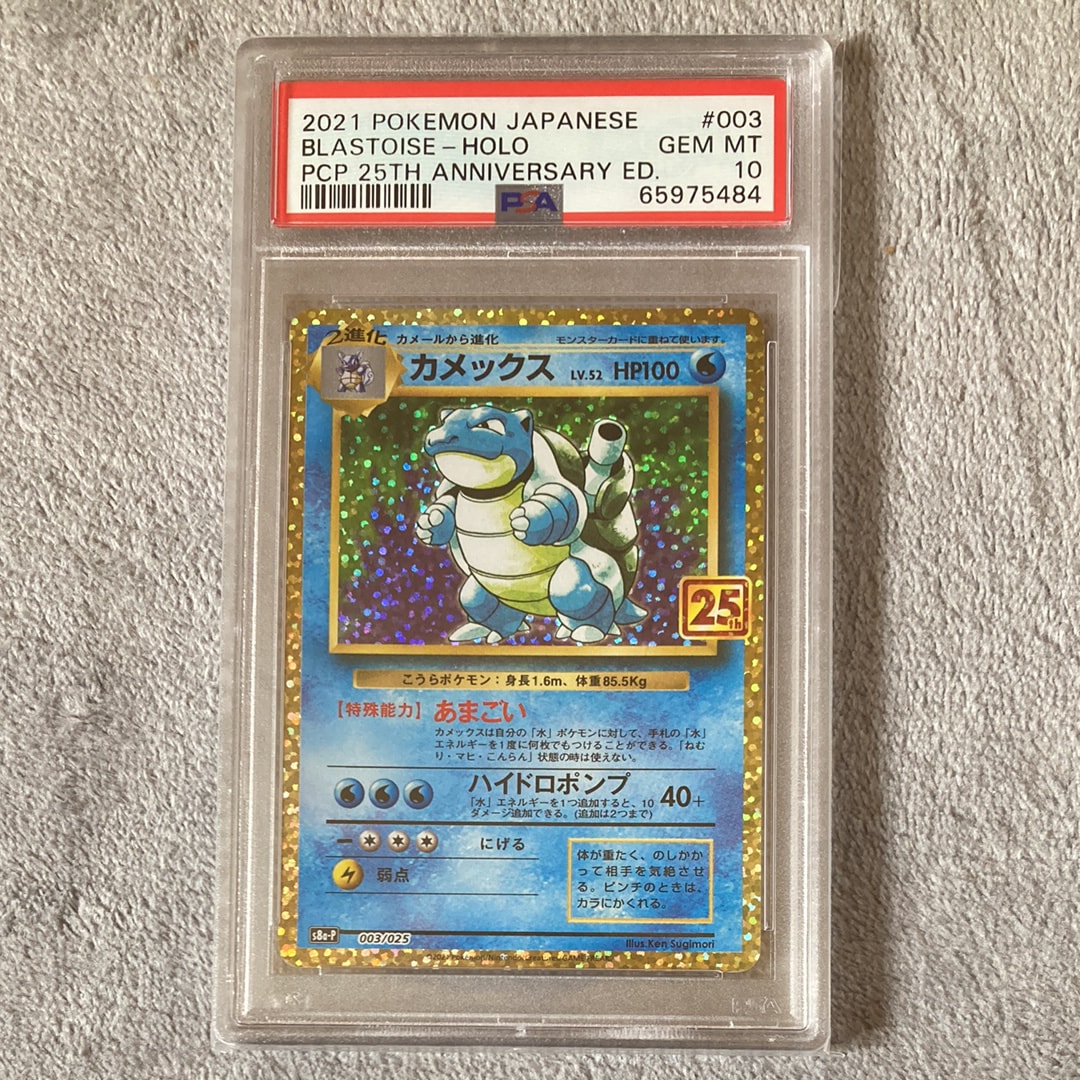 2021 POKEMON JAPANESE #003
BLASTOISE - HOLO GEM MT
PCP 25TH ANNIVERSARY ED. 10
65975484
PSA
2進化 カメールから進化 モンスターカードに重ねて使います。
カメックス LV.52 HP100
25th
こうらポケモン：身長1.6m、体重85.5Kg
【特殊能力】あまごい
カメックスは自分の「水」ポケモンに対して、手札の「水」
エネルギーを1度に何枚でもつけることができる。「ねむ
り・マヒ・こんらん」状態の時は使えない。
ハイドロポンプ
「水」エネルギーを1つ追加すると、10
ダメージ追加できる。(追加は2つまで)
40+
にげる
弱点
体が重たく、のしかか
って相手を気絶させ
る。ピンチのときは、
カラにかくれる。
s8a-P 003/025
Illus.Ken Sugimori
PSA